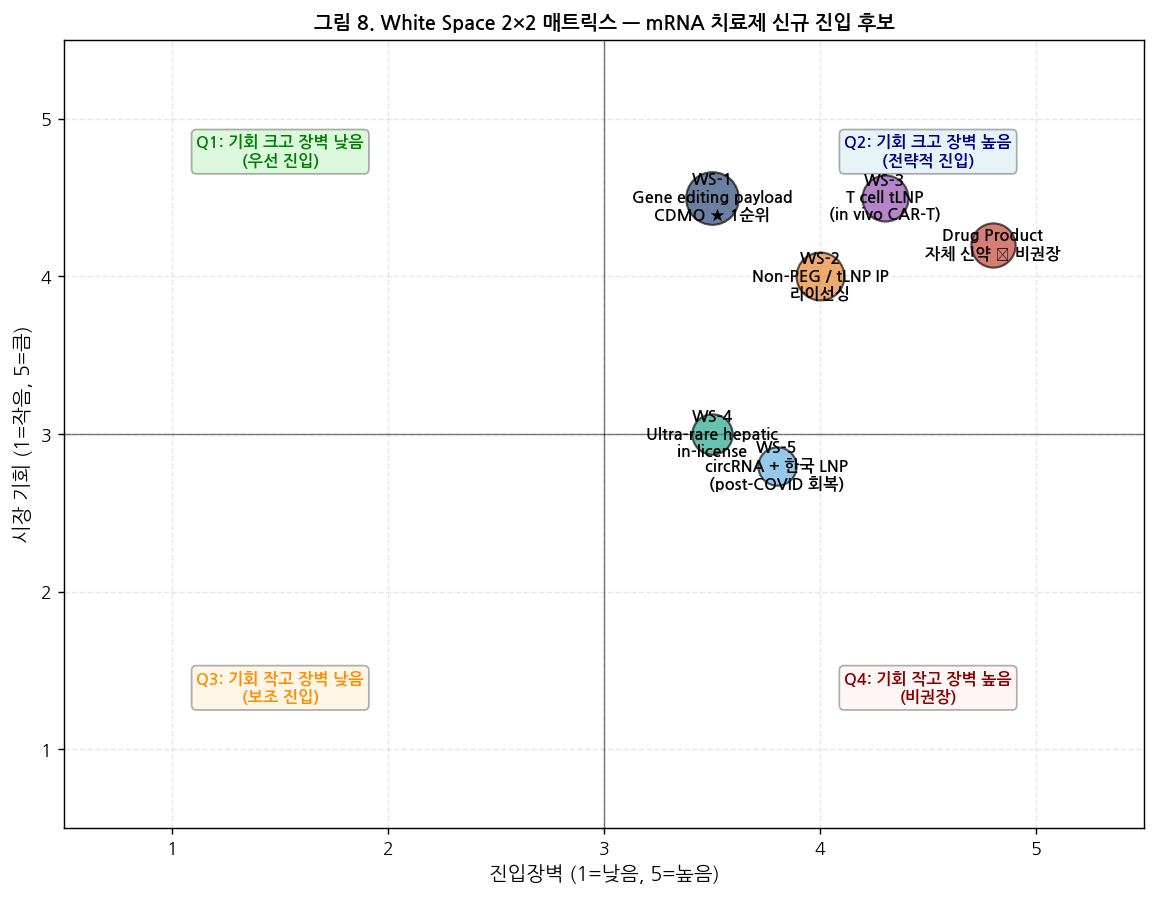 그림 8. White Space 2×2 매트릭스 — mRNA 치료제 신규 진입 후보
Q1: 기회 크고 장벽 낮음
(우선 진입)
Q2: 기회 크고 장벽 높음
(전략적 진입)
WS-1
Gene editing payload
CDMO ★ 1순위
WS-3
T cell tLNP
(in vivo CAR-T)
Drug Product
자체 신약 비권장
WS-2
Non-PEG / tLNP IP
라이선싱
WS-4
Ultra-rare hepatic
in-license
WS-5
circRNA + 한국 LNP
(post-COVID 회복)
Q3: 기회 작고 장벽 낮음
(보조 진입)
Q4: 기회 작고 장벽 높음
(비권장)
시장 기회 (1=작음, 5=큼)
5
4
3
2
1
1
2
3
4
5
진입장벽 (1=낮음, 5=높음)